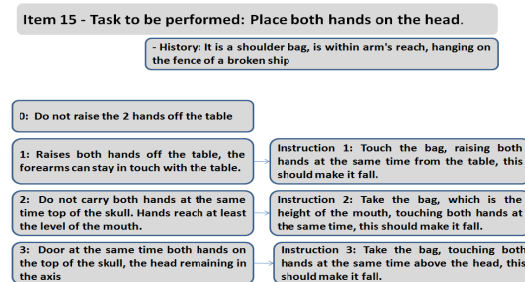 Item 15 - Task to be performed: Place both hands on the head.
- History: It is a shoulder bag, is within arm's reach, hanging on
the fence of a broken ship
0: Do not raise the 2 hands off the table
1: Raises both hands off the table, the
forearms can stay in touch with the table.
Instruction 1: Touch the bag, raising both
hands at the same time from the table, this
should make it fall.
2: Do not carry both hands at the same
time top of the skull. Hands reach at least
the level of the mouth.
Instruction 2: Take the bag, which is the
height of the mouth, touching both hands at
the same time, this should make it fall.
3: Door at the same time both hands on
the top of the skull, the head remaining in
the axis
Instruction 3: Take the bag, touching both
hands at the same time above the head, this
should make it fall.